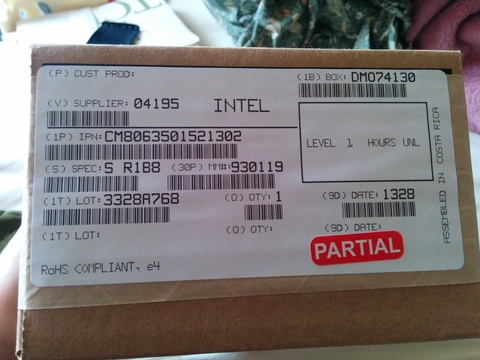 (P) CUST PROD:
(1B) BOX: DM074130
(V) SUPPLIER: 04195 INTEL
(1P) IPN: CM8063501521302
LEVEL 1 HOURS UNL
(S) SPEC: S R1B8 (30P) MM#: 930119
(1T) LOT: 3328A768 (Q) QTY: 1 (9D) DATE: 1328
(1T) LOT: (Q) QTY: (9D) DATE:
PARTIAL
RoHS COMPLIANT, e4
ASSEMBLED IN COSTA RICA